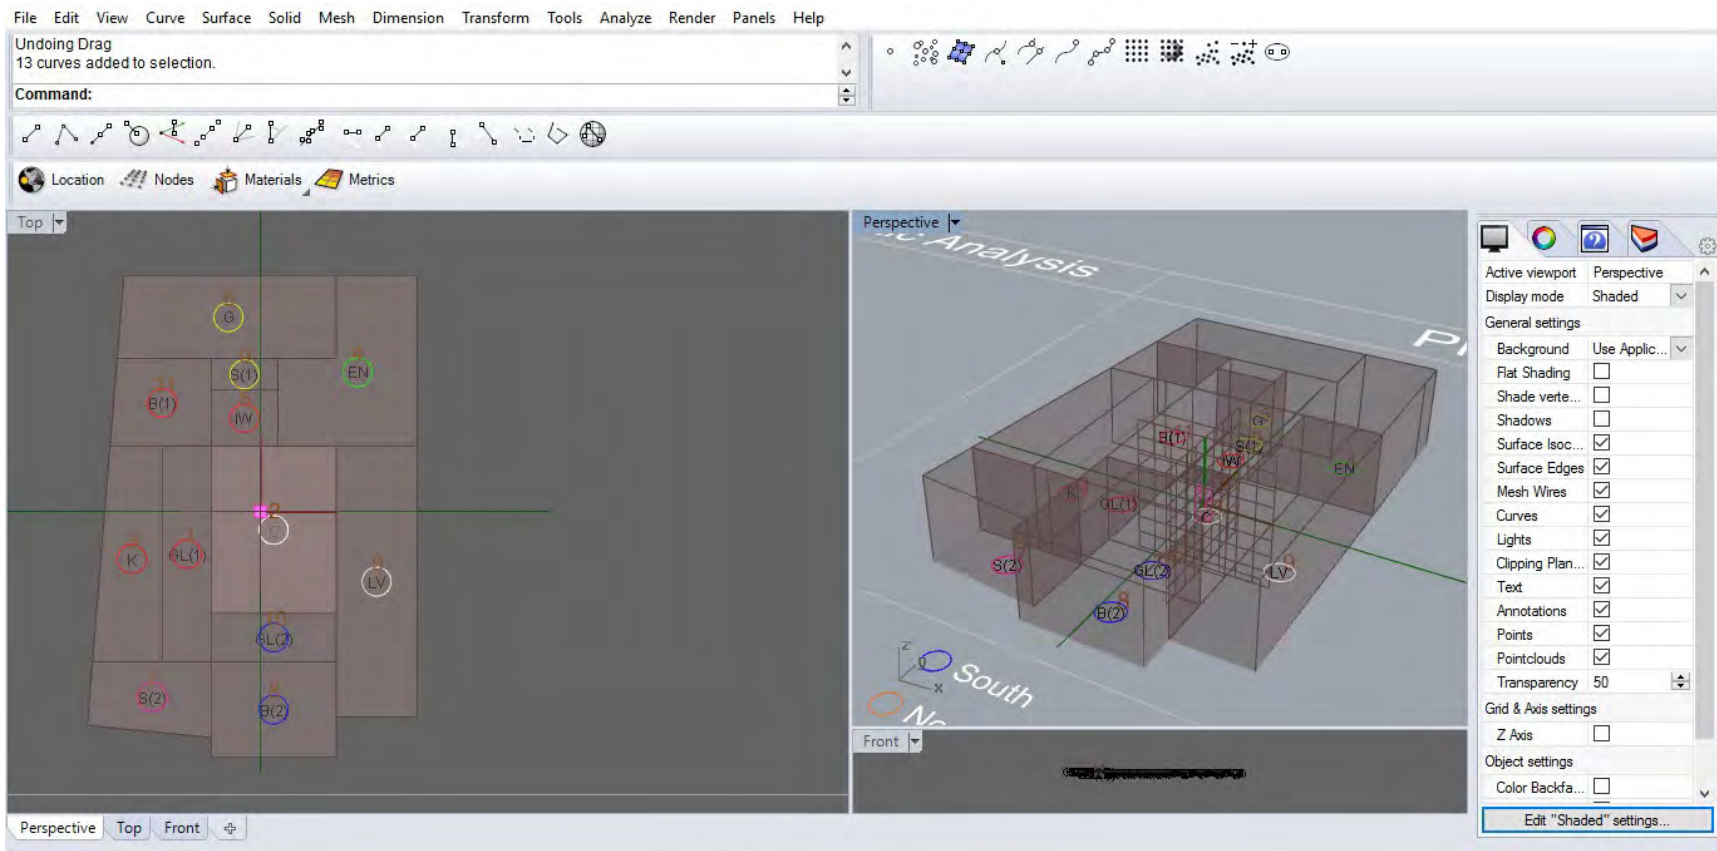 File Edit View Curve Surface Solid Mesh Dimension Transform Tools Analyze Render Panels Help
Undoing Drag
13 curves added to selection.
Command:
Location Nodes Materials Metrics
Top
G
S(1)
EN
B(1)
IW
C
K
GL(1)
LV
GL(2)
S(2)
B(2)
Perspective
Analysis
G
B(1)
S(1)
IW
EN
K
GL(1)
C
S(2)
GL(2)
LV
8
B(2)
z
x
South
Front
Active viewport Perspective
Display mode Shaded
General settings
Background Use Applic...
Flat Shading
Shade verte...
Shadows
Surface Isoc...
Surface Edges
Mesh Wires
Curves
Lights
Clipping Plan...
Text
Annotations
Points
Pointclouds
Transparency 50
Grid & Axis settings
Z Axis
Object settings
Color Backfa...
Edit "Shaded" settings...
Perspective Top Front